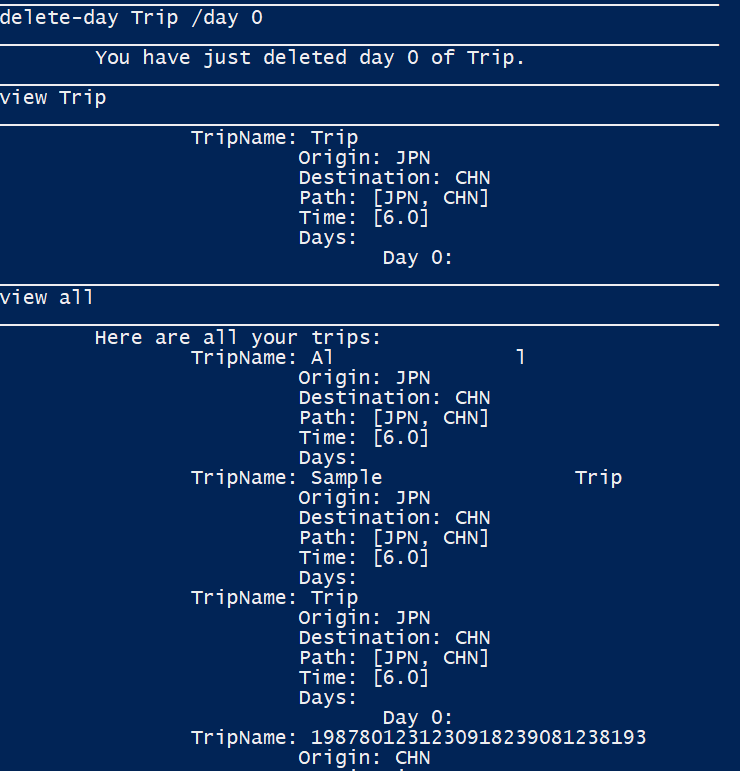 delete-day Trip /day 0
You have just deleted day 0 of Trip.
view Trip
TripName: Trip
Origin: JPN
Destination: CHN
Path: [JPN, CHN]
Time: [6.0]
Days:
Day 0:
view all
Here are all your trips:
TripName: Al                l
Origin: JPN
Destination: CHN
Path: [JPN, CHN]
Time: [6.0]
Days:
TripName: Sample                Trip
Origin: JPN
Destination: CHN
Path: [JPN, CHN]
Time: [6.0]
Days:
TripName: Trip
Origin: JPN
Destination: CHN
Path: [JPN, CHN]
Time: [6.0]
Days:
Day 0:
TripName: 1987801231230918239081238193
Origin: CHN